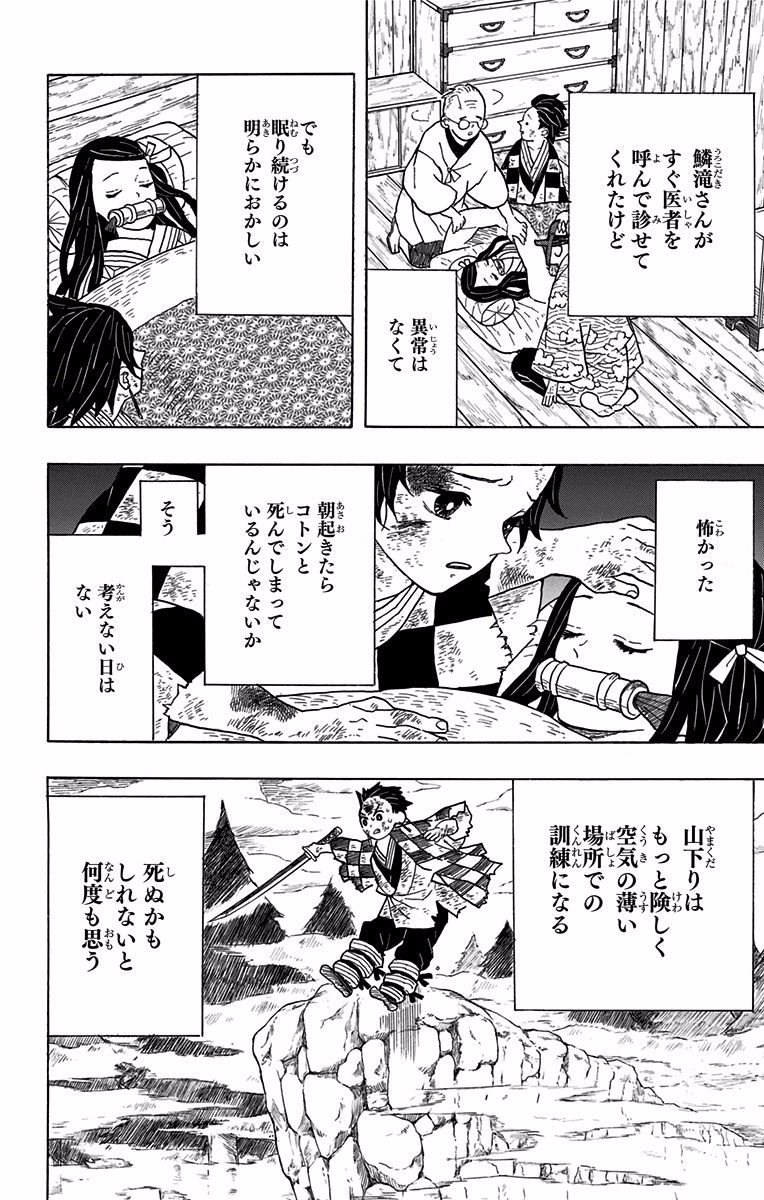 鱗滝さんが
すぐ医者を
呼んで診せて
くれたけど
異常は
なくて
でも
眠り続けるのは
明らかにおかしい
怖かった
朝起きたら
コトンと
死んでしまって
いるんじゃないか
そう
考えない日は
ない
山下りは
もっと険しく
空気の薄い
場所での
訓練になる
死ぬかも
しれないと
何度も思う